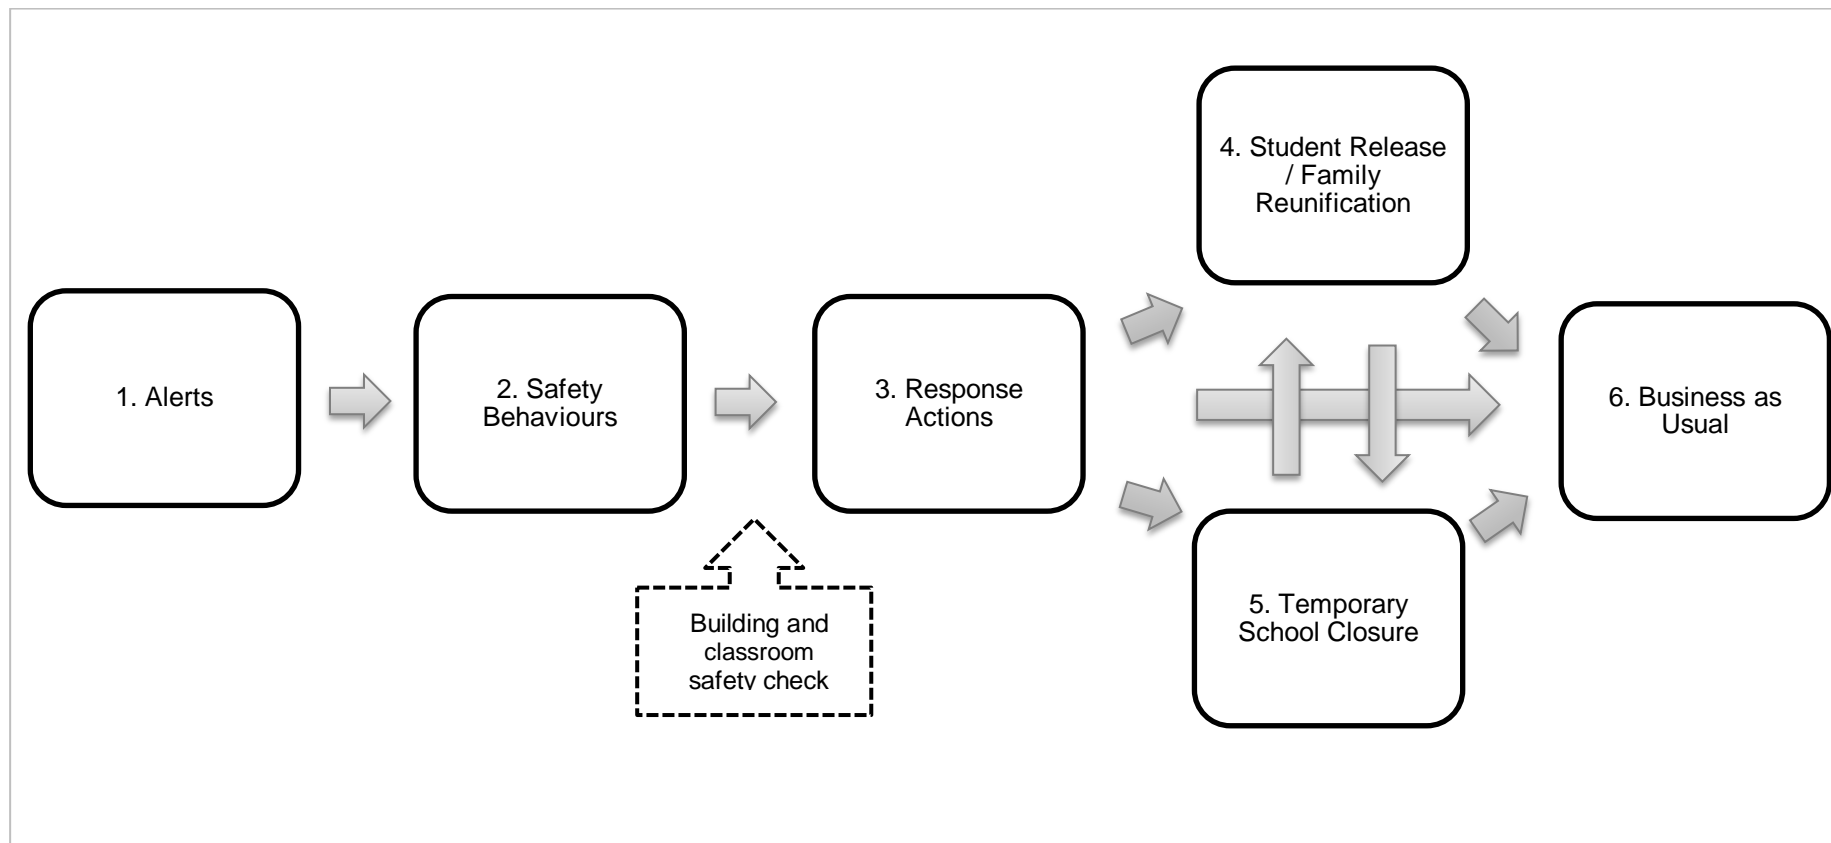 1. Alerts
2. Safety
Behaviours
3. Response
Actions
4. Student Release
/ Family
Reunification
5. Temporary
School Closure
6. Business as
Usual
Building and
classroom
safety check